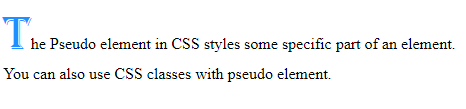 The Pseudo element in CSS styles some specific part of an element.
You can also use CSS classes with pseudo element.